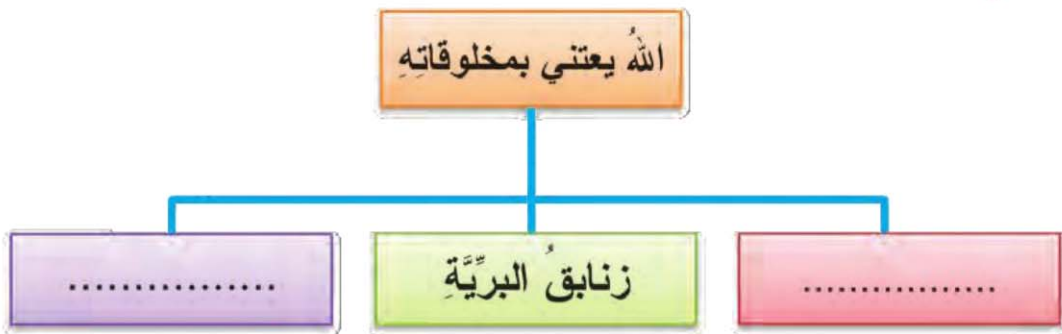 اللهُ يعتني بمخلوقاتِهِ
.................
زنابقُ البرِّيَّةِ
................